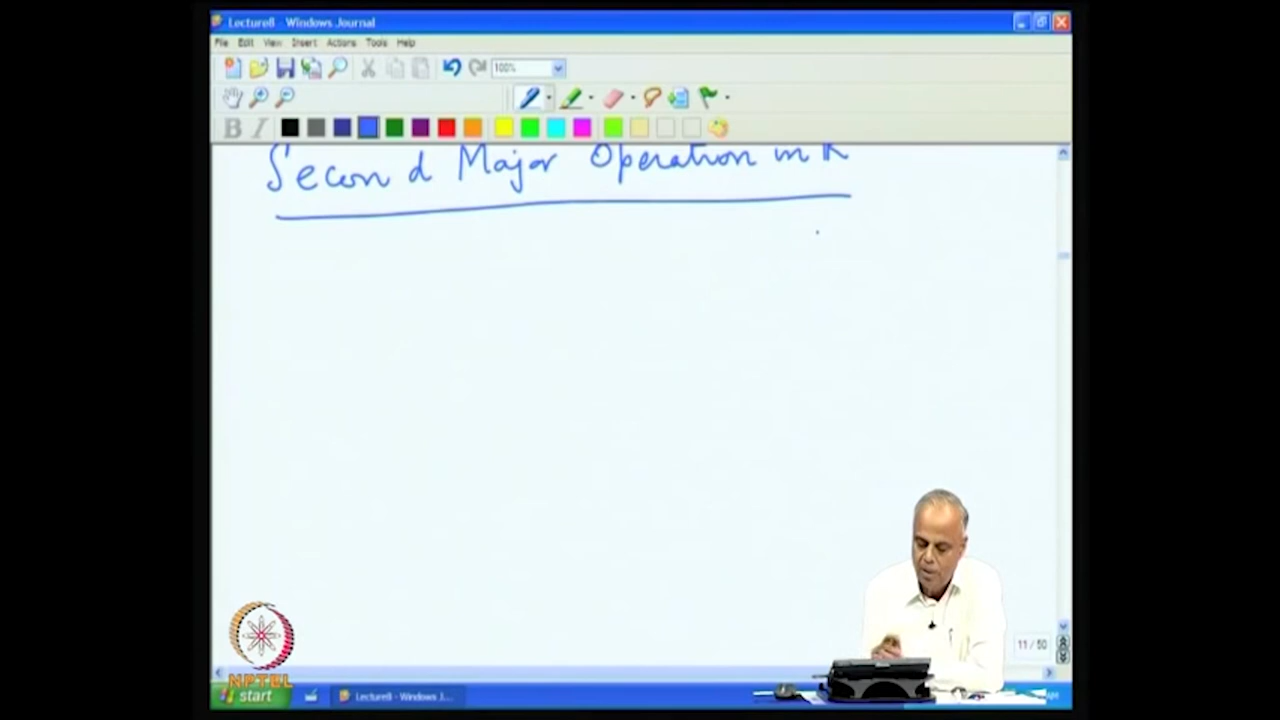 Lecture8 - Windows Journal
File Edit View Insert Actions Tools Help
100%
B I
Second Major Operation in
11 / 50
NPTEL
start Lecture8 - Windows J...
AM